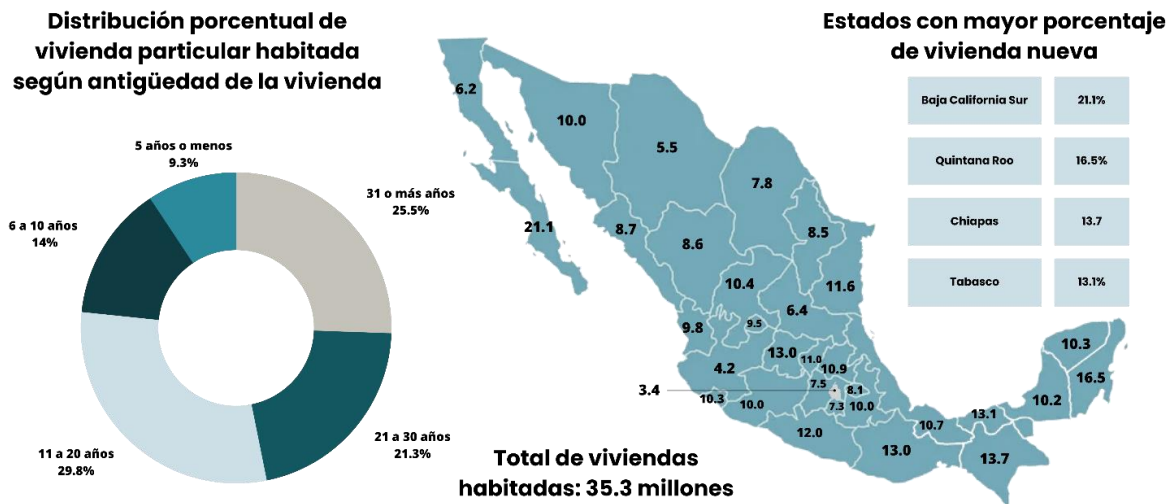 Distribución porcentual de
vivienda particular habitada
según antigüedad de la vivienda
5 años o menos
9.3%
31 o más años
25.5%
6 a 10 años
14%
11 a 20 años
29.8%
21 a 30 años
21.3%
6.2
10.0
5.5
7.8
21.1
8.7
8.6
8.5
10.4
11.6
6.4
9.8
9.5
13.0
11.0
10.9
4.2
7.5
8.1
3.4
10.3
10.0
7.3
10.0
12.0
13.0
10.7
13.1
13.7
10.2
10.3
16.5
Total de viviendas
habitadas: 35.3 millones
Estados con mayor porcentaje
de vivienda nueva
Baja California Sur 21.1%
Quintana Roo 16.5%
Chiapas 13.7
Tabasco 13.1%